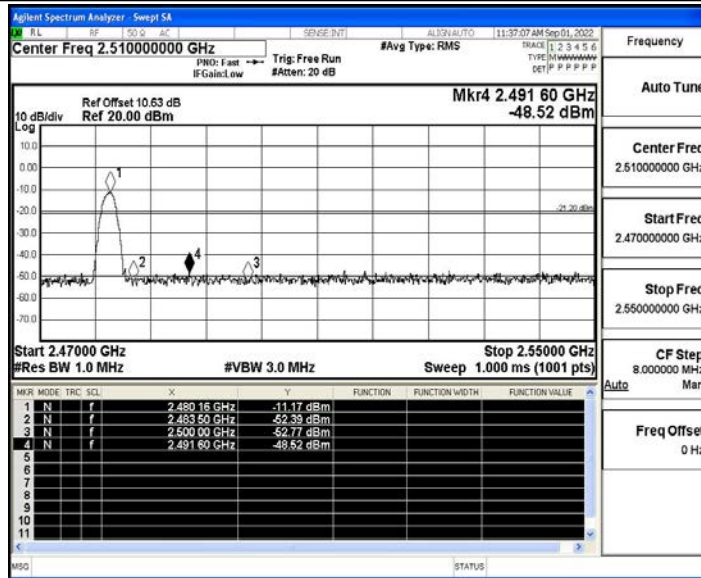 Agilent Spectrum Analyzer - Swept SA
RL RF 50 Ω AC SENSE:INT ALIGNAUTO 11:37:07 AM Sep 01, 2022
Center Freq 2.510000000 GHz
PNO: Fast
IFGain:Low
Trig: Free Run
#Atten: 20 dB
#Avg Type: RMS
TRACE 1 2 3 4 5 6
TYPE M W W W W W
DET P P P P P P
Ref Offset 10.63 dB
10 dB/div Ref 20.00 dBm
Log
Mkr4 2.491 60 GHz
-48.52 dBm
10.0
0.00
-10.0
-20.0
-30.0
-40.0
-50.0
-60.0
-70.0
1
2
4
3
-21.20 dBm
Start 2.47000 GHz Stop 2.55000 GHz
#Res BW 1.0 MHz #VBW 3.0 MHz Sweep 1.000 ms (1001 pts)
MKR MODE TRC SCL X Y FUNCTION FUNCTION WIDTH FUNCTION VALUE
1 N f 2.480 16 GHz -11.17 dBm
2 N f 2.483 50 GHz -52.39 dBm
3 N f 2.500 00 GHz -52.77 dBm
4 N f 2.491 60 GHz -48.52 dBm
5
6
7
8
9
10
11
MSG STATUS
Frequency
Auto Tune
Center Freq
2.510000000 GHz
Start Freq
2.470000000 GHz
Stop Freq
2.550000000 GHz
CF Step
8.000000 MHz
Auto Man
Freq Offset
0 Hz